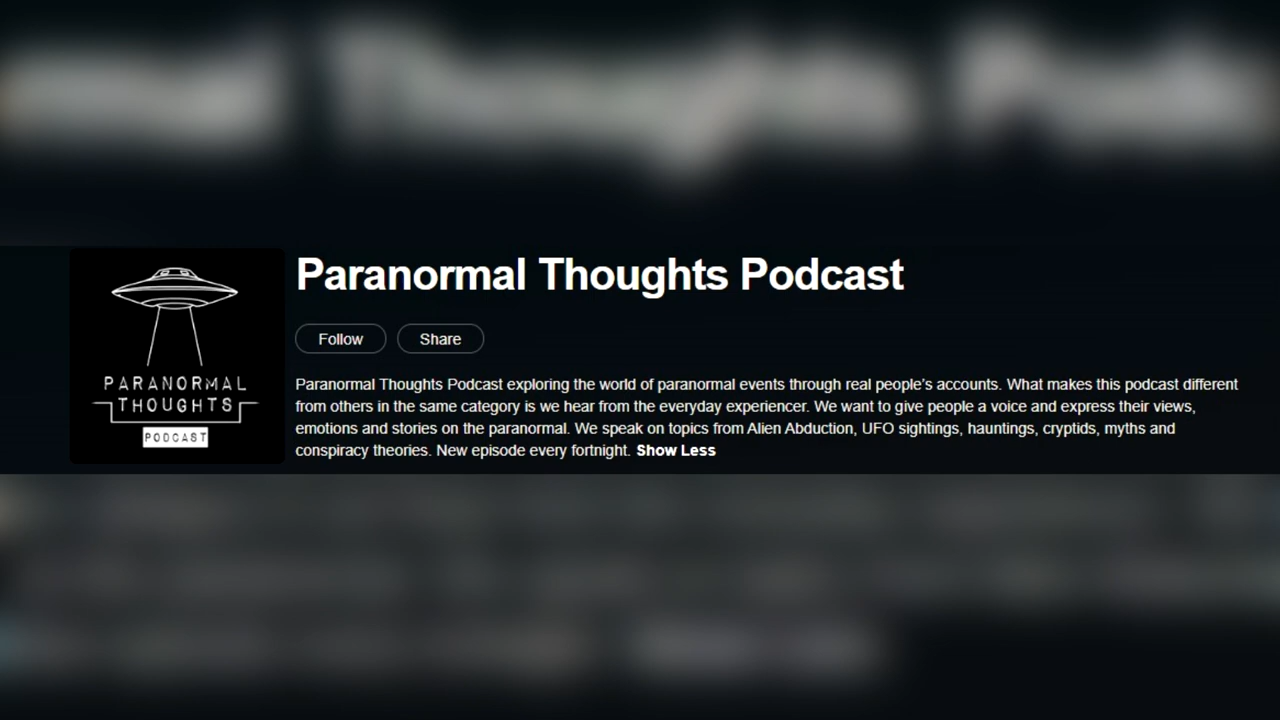 Paranormal Thoughts Podcast
PARANORMAL
THOUGHTS
PODCAST
Follow
Share
Paranormal Thoughts Podcast exploring the world of paranormal events through real people’s accounts. What makes this podcast different
from others in the same category is we hear from the everyday experiencer. We want to give people a voice and express their views,
emotions and stories on the paranormal. We speak on topics from Alien Abduction, UFO sightings, hauntings, cryptids, myths and
conspiracy theories. New episode every fortnight. Show Less